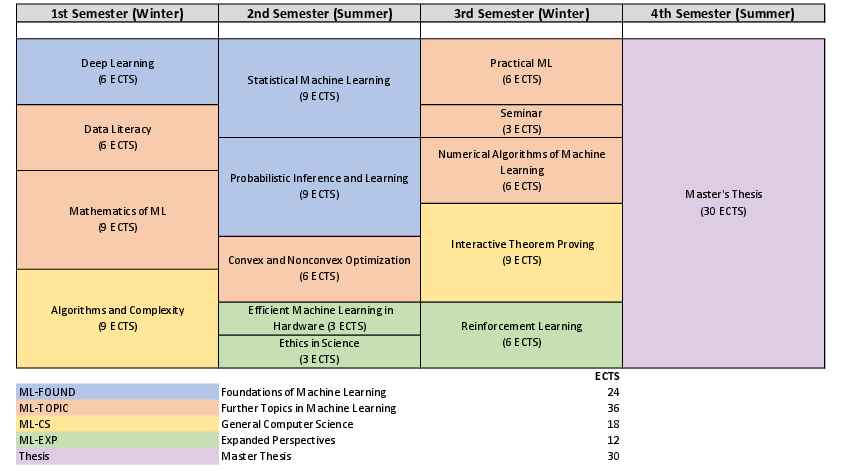 1st Semester (Winter)
2nd Semester (Summer)
3rd Semester (Winter)
4th Semester (Summer)
Deep Learning
(6 ECTS)
Data Literacy
(6 ECTS)
Mathematics of ML
(9 ECTS)
Algorithms and Complexity
(9 ECTS)
Statistical Machine Learning
(9 ECTS)
Probabilistic Inference and Learning
(9 ECTS)
Convex and Nonconvex Optimization
(6 ECTS)
Efficient Machine Learning in
Hardware (3 ECTS)
Ethics in Science
(3 ECTS)
Practical ML
(6 ECTS)
Seminar
(3 ECTS)
Numerical Algorithms of Machine
Learning
(6 ECTS)
Interactive Theorem Proving
(9 ECTS)
Reinforcement Learning
(6 ECTS)
Master's Thesis
(30 ECTS)
ECTS
ML-FOUND Foundations of Machine Learning 24
ML-TOPIC Further Topics in Machine Learning 36
ML-CS General Computer Science 18
ML-EXP Expanded Perspectives 12
Thesis Master Thesis 30